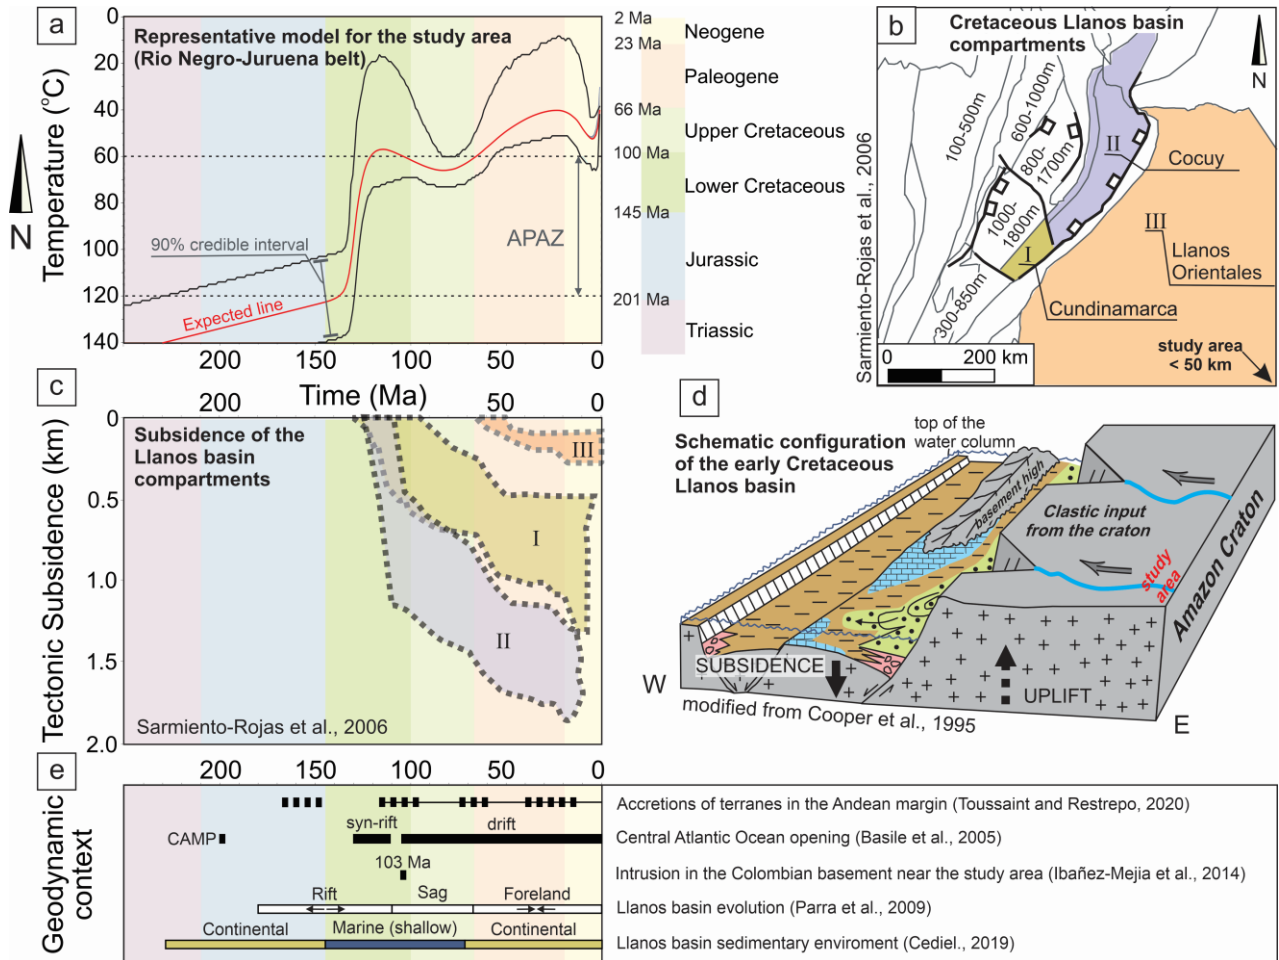 a
Representative model for the study area
(Rio Negro-Juruena belt)
Temperature (°C)
0
20
40
60
80
100
120
140
90% credible interval
Expected line
APAZ
200
150
100
50
0
Time (Ma)
N
2 Ma
Neogene
23 Ma
Paleogene
66 Ma
Upper Cretaceous
100 Ma
Lower Cretaceous
145 Ma
Jurassic
201 Ma
Triassic
b
Cretaceous Llanos basin
compartments
N
Sarmiento-Rojas et al., 2006
100-500m
600-1000m
800-
1700m
1000-
1800m
300-850m
II
Cocuy
III
Llanos
Orientales
I
Cundinamarca
0
200 km
study area
< 50 km
c
200
50
0
Subsidence of the
Llanos basin
compartments
Tectonic Subsidence (km)
0
0.5
1.0
1.5
2.0
III
I
II
Sarmiento-Rojas et al., 2006
d
Schematic configuration
of the early Cretaceous
Llanos basin
top of the
water column
basement high
Clastic input
from the craton
study
area
Amazon Craton
SUBSIDENCE
UPLIFT
W
E
modified from Cooper et al., 1995
e
200
150
100
50
0
Geodynamic
context
Accretions of terranes in the Andean margin (Toussaint and Restrepo, 2020)
CAMP
syn-rift
drift
Central Atlantic Ocean opening (Basile et al., 2005)
103 Ma
Intrusion in the Colombian basement near the study area (Ibañez-Mejia et al., 2014)
Rift
Sag
Foreland
Llanos basin evolution (Parra et al., 2009)
Continental
Marine (shallow)
Continental
Llanos basin sedimentary enviroment (Cediel., 2019)